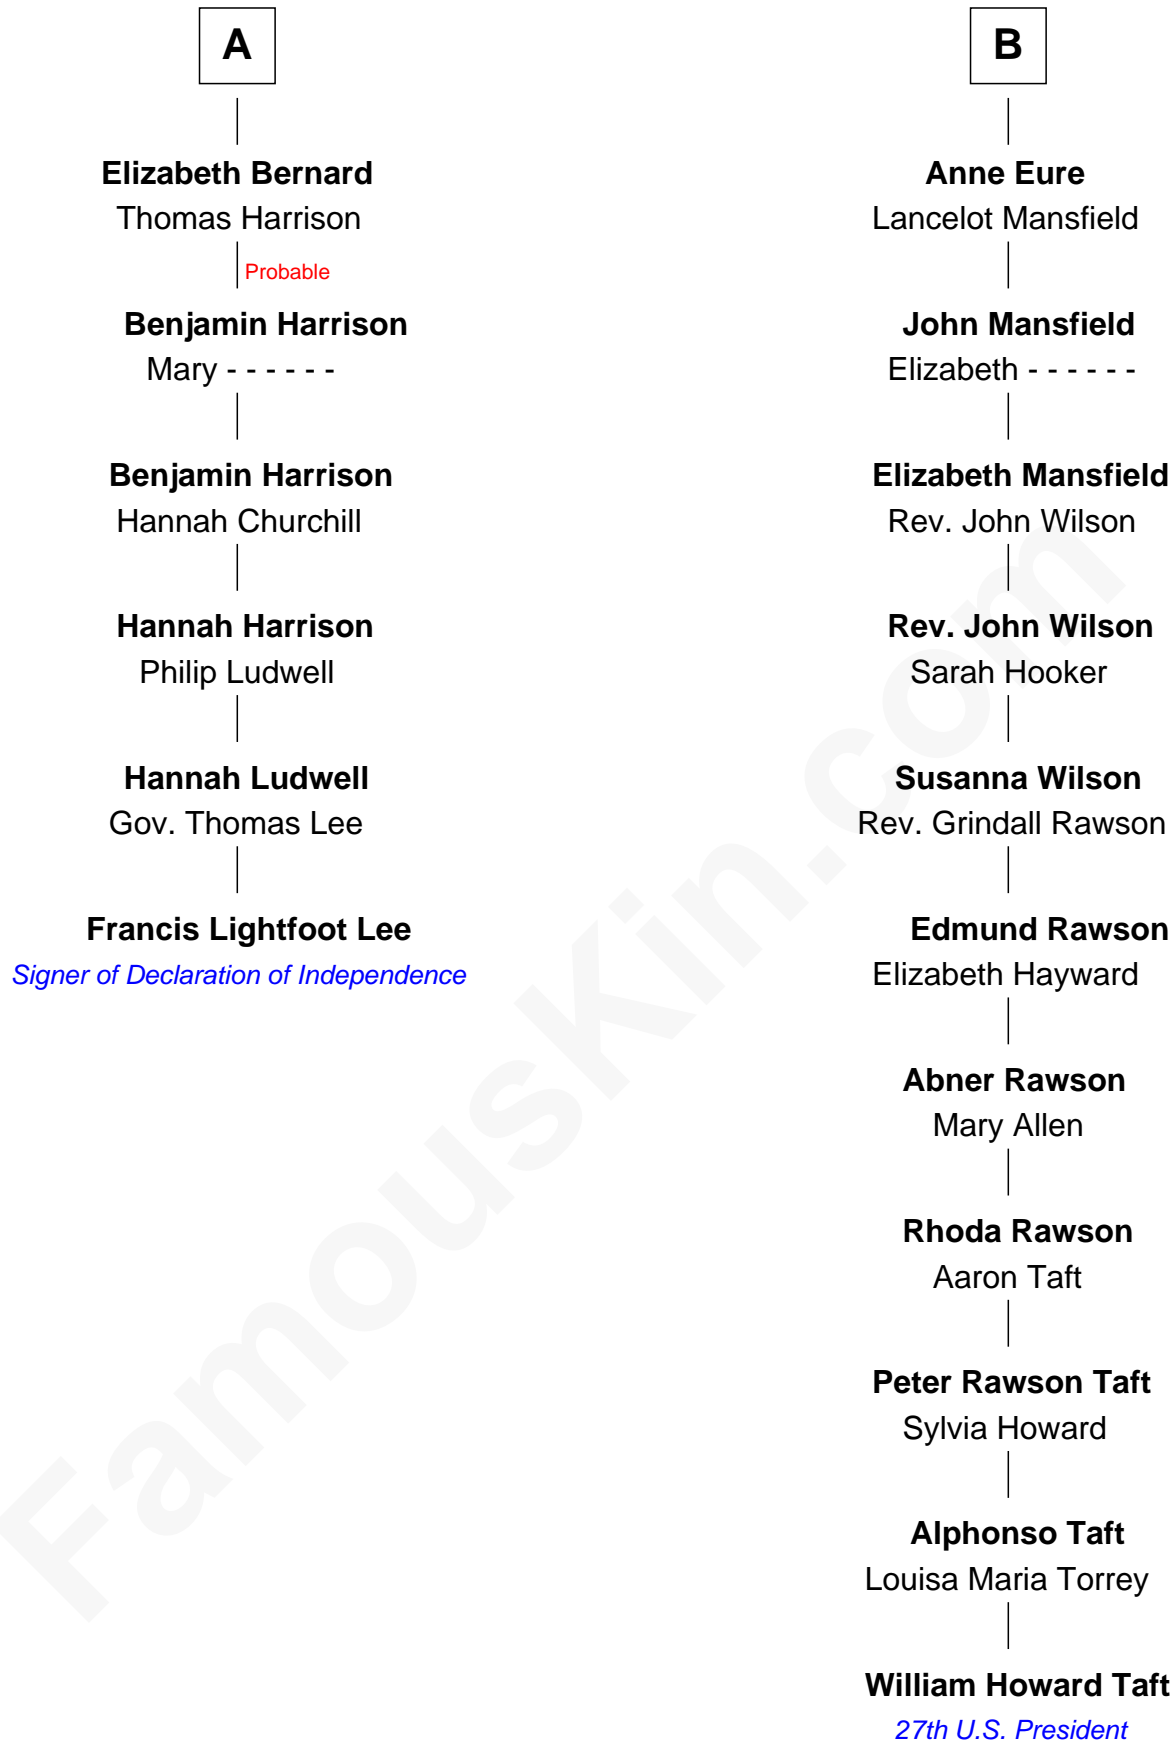 A
Elizabeth Bernard
Thomas Harrison
Probable
Benjamin Harrison
Mary - - - - - -
Benjamin Harrison
Hannah Churchill
Hannah Harrison
Philip Ludwell
Hannah Ludwell
Gov. Thomas Lee
Francis Lightfoot Lee
Signer of Declaration of Independence
B
Anne Eure
Lancelot Mansfield
John Mansfield
Elizabeth - - - - - -
Elizabeth Mansfield
Rev. John Wilson
Rev. John Wilson
Sarah Hooker
Susanna Wilson
Rev. Grindall Rawson
Edmund Rawson
Elizabeth Hayward
Abner Rawson
Mary Allen
Rhoda Rawson
Aaron Taft
Peter Rawson Taft
Sylvia Howard
Alphonso Taft
Louisa Maria Torrey
William Howard Taft
27th U.S. President
FamousKin.com